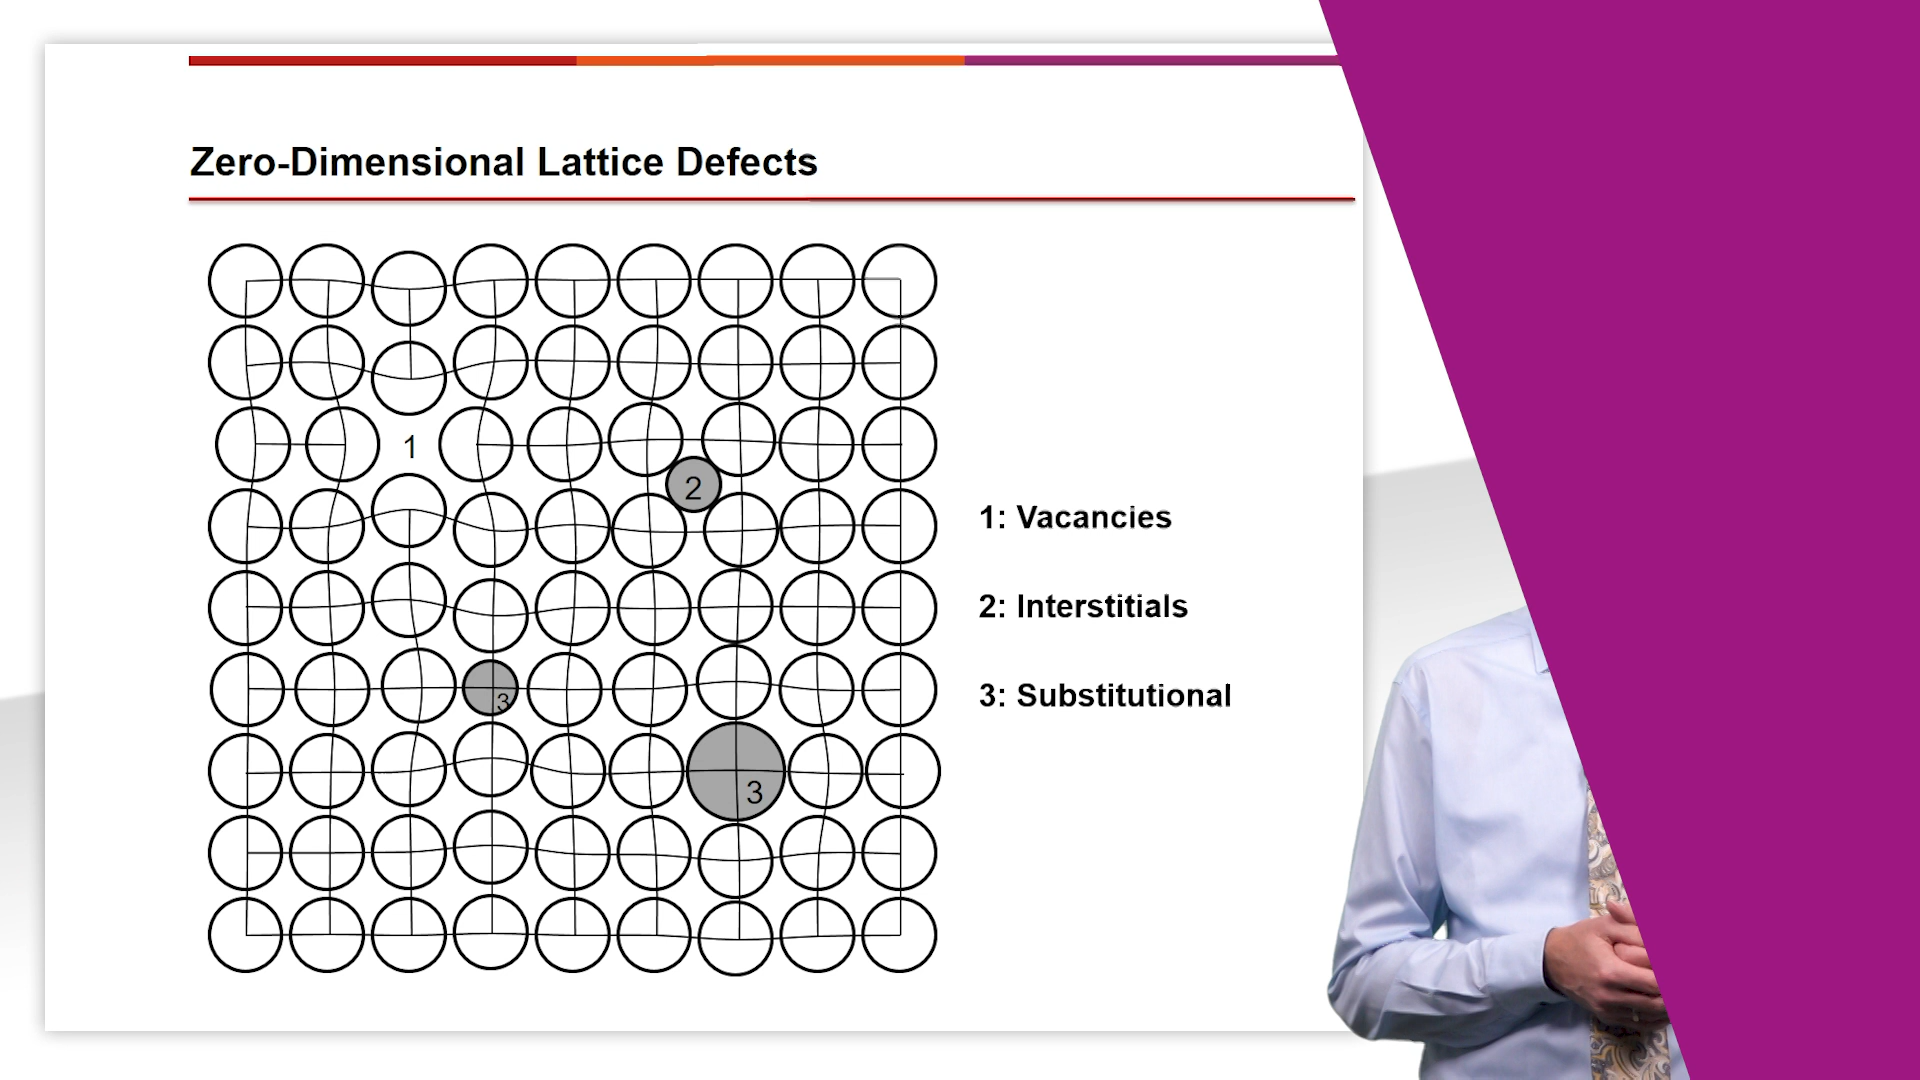 Zero-Dimensional Lattice Defects
1
2
3
3
1: Vacancies
2: Interstitials
3: Substitutional